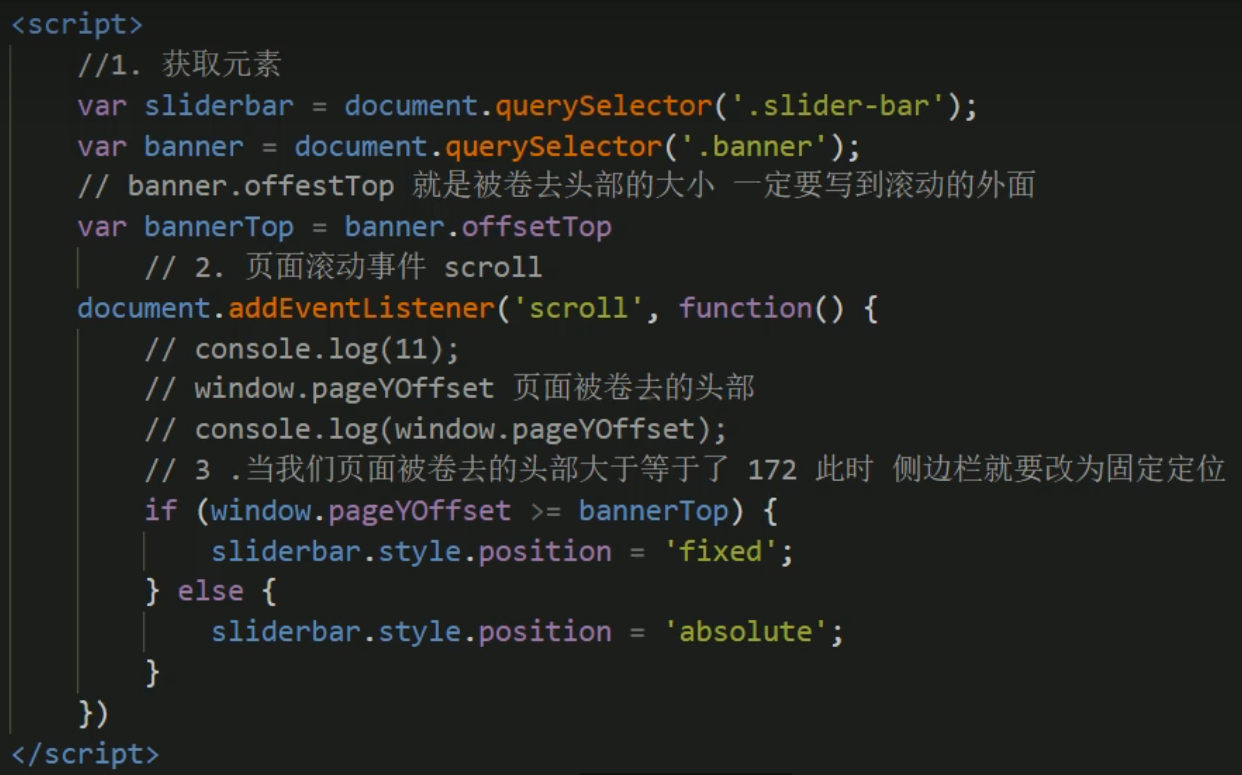 <script>
//1. 获取元素
var sliderbar = document.querySelector('.slider-bar');
var banner = document.querySelector('.banner');
// banner.offestTop 就是被卷去头部的大小 一定要写到滚动的外面
var bannerTop = banner.offsetTop
// 2. 页面滚动事件 scroll
document.addEventListener('scroll', function() {
// console.log(11);
// window.pageYOffset 页面被卷去的头部
// console.log(window.pageYOffset);
// 3 .当我们页面被卷去的头部大于等于了 172 此时 侧边栏就要改为固定定位
if (window.pageYOffset >= bannerTop) {
sliderbar.style.position = 'fixed';
} else {
sliderbar.style.position = 'absolute';
}
})
</script>